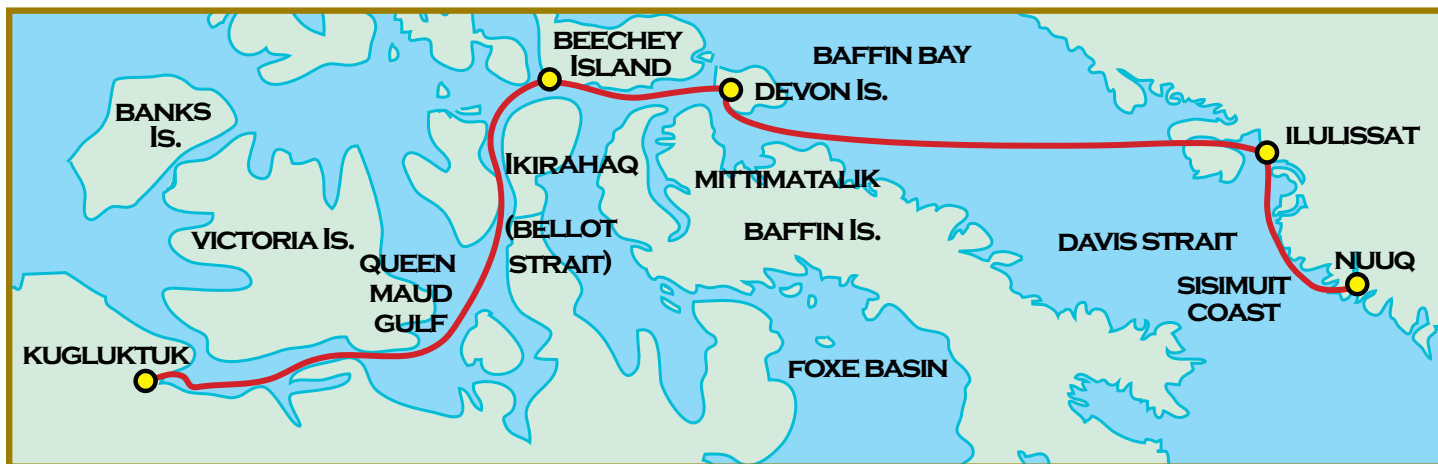 BEECHEY
ISLAND
BAFFIN BAY
BANKS
IS.
DEVON IS.
ILULISSAT
IKIRAHAQ
MITTIMATALIK
VICTORIA IS.
(BELLOT
STRAIT)
BAFFIN IS.
DAVIS STRAIT
QUEEN
MAUD
GULF
NUUQ
SISIMUIT
COAST
KUGLUKTUK
FOXE BASIN